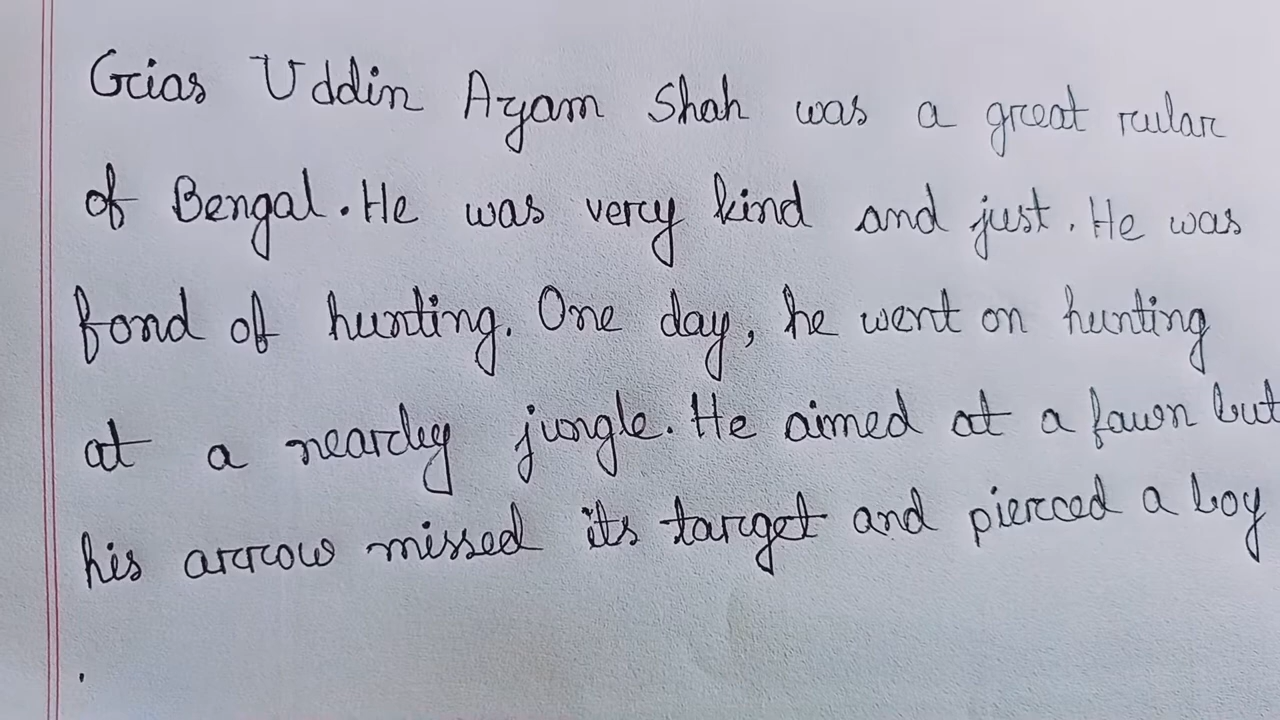 Gias Uddin Azam Shah was a great rular
of Bengal. He was very kind and just. He was
fond of hunting. One day, he went on hunting
at a nearby jungle. He aimed at a fawn but
his arrow missed its target and pierced a boy
.